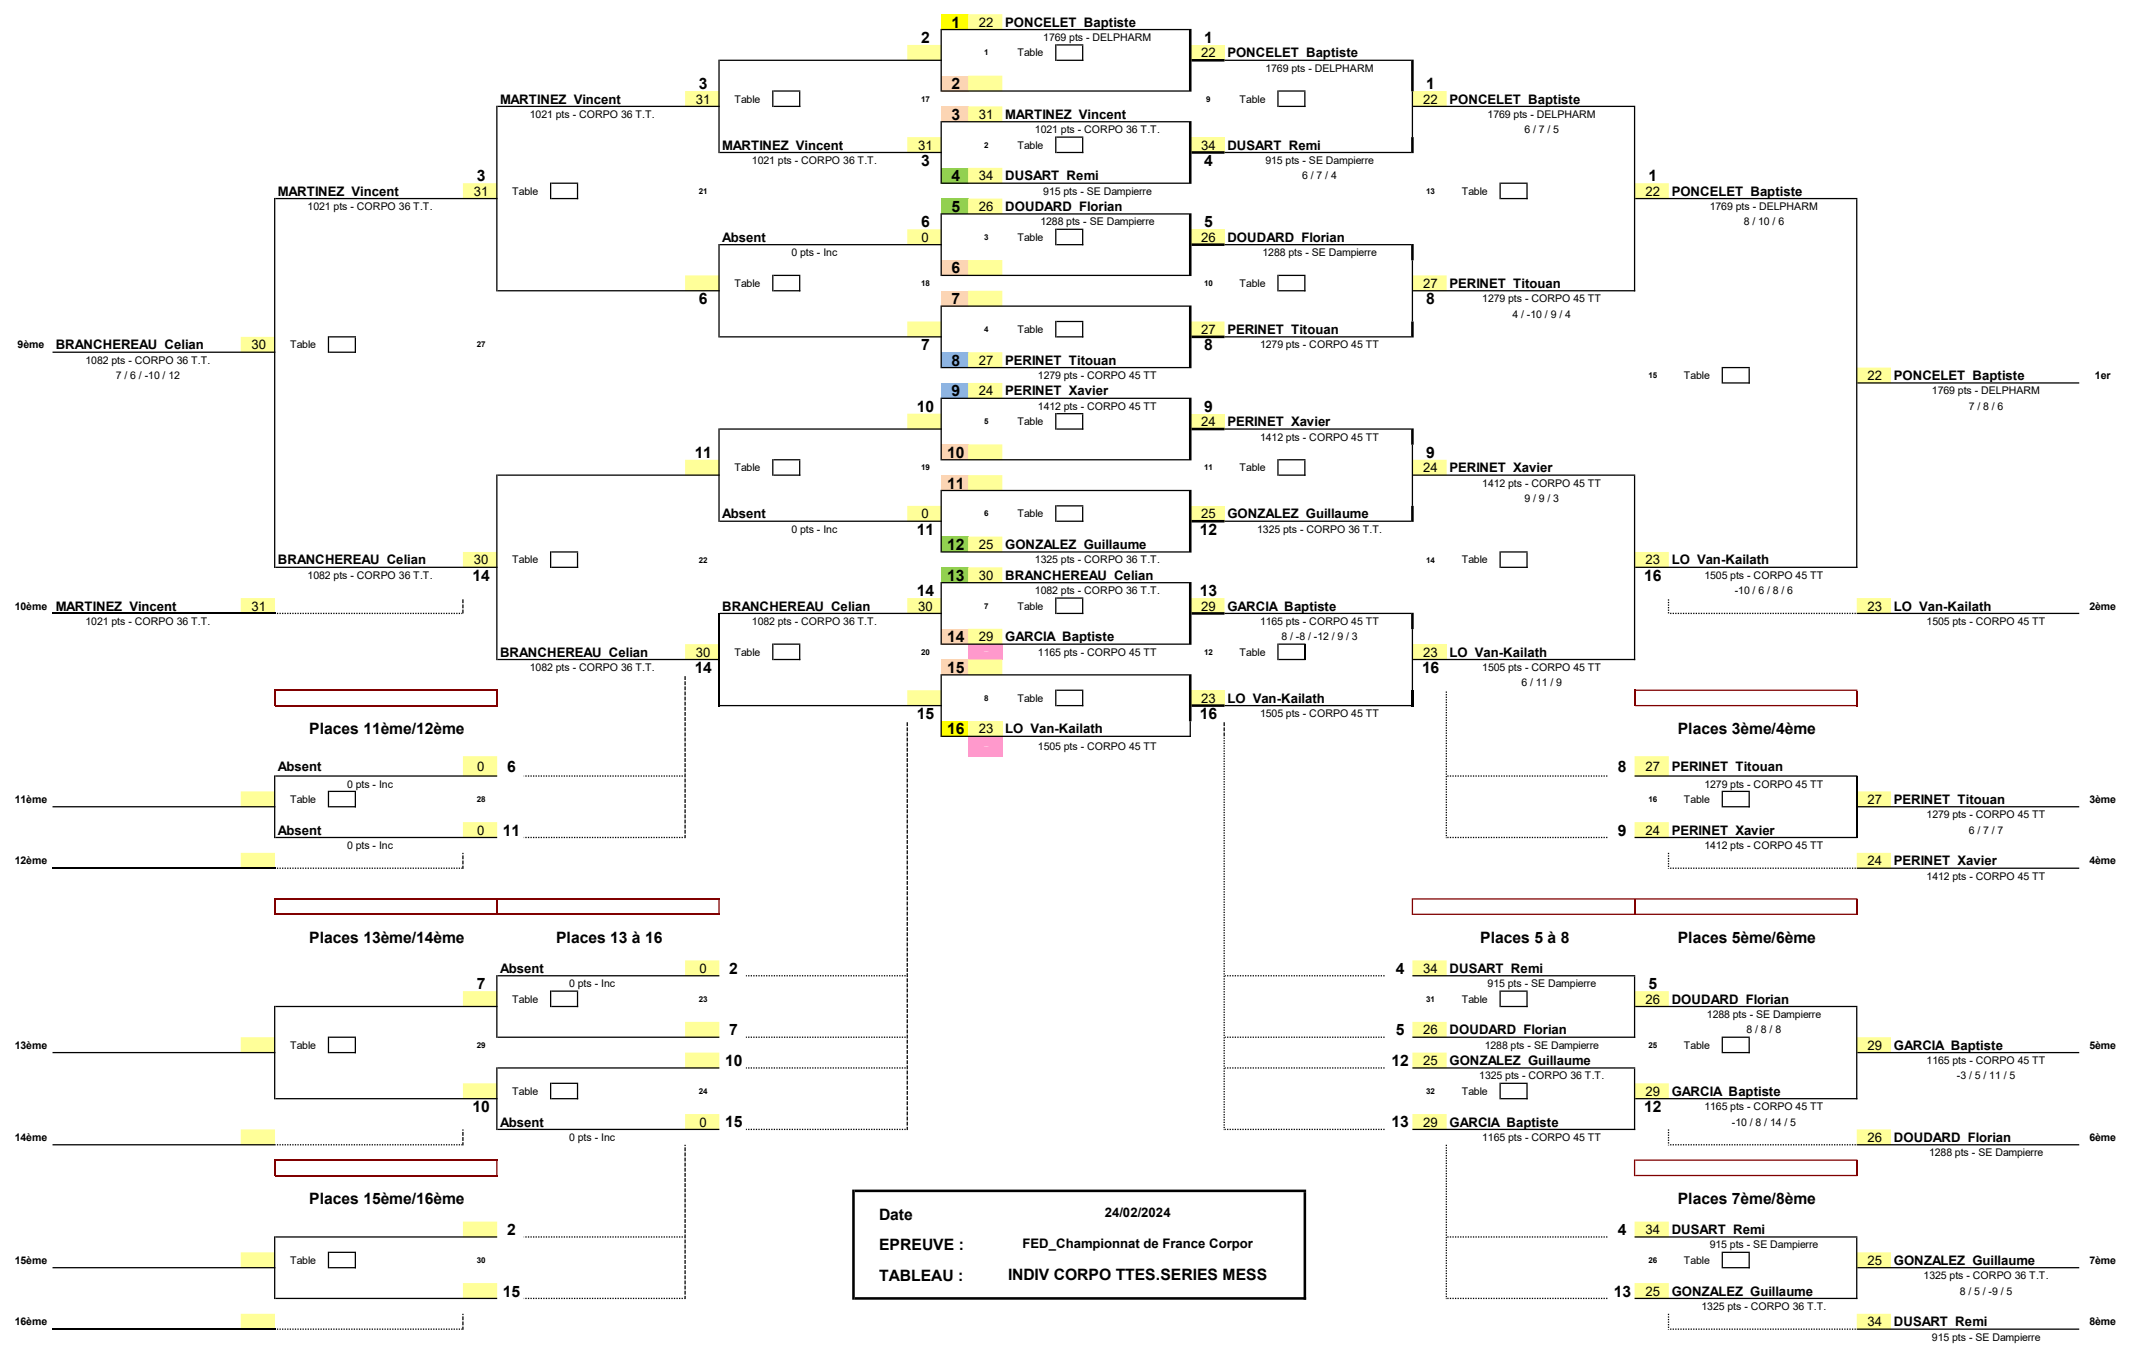 1 22 PONCELET Baptiste
1769 pts - DELPHARM
1 Table
2
3 31 MARTINEZ Vincent
1021 pts - CORPO 36 T.T.
2 Table
4 34 DUSART Remi
915 pts - SE Dampierre
5 26 DOUDARD Florian
1288 pts - SE Dampierre
3 Table
6
7
4 Table
8 27 PERINET Titouan
1279 pts - CORPO 45 TT
9 24 PERINET Xavier
1412 pts - CORPO 45 TT
5 Table
10
11
6 Table
12 25 GONZALEZ Guillaume
1325 pts - CORPO 36 T.T.
13 30 BRANCHEREAU Celian
1082 pts - CORPO 36 T.T.
7 Table
14 29 GARCIA Baptiste
1165 pts - CORPO 45 TT
15
8 Table
16 23 LO Van-Kailath
1505 pts - CORPO 45 TT
1
22 PONCELET Baptiste
1769 pts - DELPHARM
9 Table
34 DUSART Remi
4
915 pts - SE Dampierre
6 / 7 / 4
5
26 DOUDARD Florian
1288 pts - SE Dampierre
10 Table
27 PERINET Titouan
8
1279 pts - CORPO 45 TT
9
24 PERINET Xavier
1412 pts - CORPO 45 TT
11 Table
25 GONZALEZ Guillaume
12
1325 pts - CORPO 36 T.T.
13
29 GARCIA Baptiste
1165 pts - CORPO 45 TT
8 / -8 / -12 / 9 / 3
12 Table
23 LO Van-Kailath
16
1505 pts - CORPO 45 TT
1
22 PONCELET Baptiste
1769 pts - DELPHARM
6 / 7 / 5
13 Table
27 PERINET Titouan
8
1279 pts - CORPO 45 TT
4 / -10 / 9 / 4
9
24 PERINET Xavier
1412 pts - CORPO 45 TT
9 / 9 / 3
14 Table
23 LO Van-Kailath
16
1505 pts - CORPO 45 TT
6 / 11 / 9
1
22 PONCELET Baptiste
1769 pts - DELPHARM
8 / 10 / 6
15 Table
23 LO Van-Kailath
16
1505 pts - CORPO 45 TT
-10 / 6 / 8 / 6
22 PONCELET Baptiste 1er
1769 pts - DELPHARM
7 / 8 / 6
23 LO Van-Kailath 2ème
1505 pts - CORPO 45 TT
Places 3ème/4ème
8 27 PERINET Titouan
1279 pts - CORPO 45 TT
16 Table
9 24 PERINET Xavier
1412 pts - CORPO 45 TT
27 PERINET Titouan 3ème
1279 pts - CORPO 45 TT
6 / 7 / 7
24 PERINET Xavier 4ème
1412 pts - CORPO 45 TT
Places 5 à 8
Places 5ème/6ème
4 34 DUSART Remi
915 pts - SE Dampierre
31 Table
5 26 DOUDARD Florian
1288 pts - SE Dampierre
12 25 GONZALEZ Guillaume
1325 pts - CORPO 36 T.T.
32 Table
13 29 GARCIA Baptiste
1165 pts - CORPO 45 TT
5
26 DOUDARD Florian
1288 pts - SE Dampierre
8 / 8 / 8
25 Table
29 GARCIA Baptiste
12
1165 pts - CORPO 45 TT
-10 / 8 / 14 / 5
29 GARCIA Baptiste 5ème
1165 pts - CORPO 45 TT
-3 / 5 / 11 / 5
26 DOUDARD Florian 6ème
1288 pts - SE Dampierre
Places 7ème/8ème
4 34 DUSART Remi
915 pts - SE Dampierre
26 Table
13 25 GONZALEZ Guillaume
1325 pts - CORPO 36 T.T.
25 GONZALEZ Guillaume 7ème
1325 pts - CORPO 36 T.T.
8 / 5 / -9 / 5
34 DUSART Remi 8ème
915 pts - SE Dampierre
2
Table 17
MARTINEZ Vincent 31
1021 pts - CORPO 36 T.T.
3
6
Absent 0
0 pts - Inc
Table 18
7
10
Table 19
Absent 0
0 pts - Inc
11
14
BRANCHEREAU Celian 30
1082 pts - CORPO 36 T.T.
Table 20
15
3
MARTINEZ Vincent 31
1021 pts - CORPO 36 T.T.
Table 21
6
11
Table 22
BRANCHEREAU Celian 30
1082 pts - CORPO 36 T.T.
14
3
MARTINEZ Vincent 31
1021 pts - CORPO 36 T.T.
Table 27
BRANCHEREAU Celian 30
1082 pts - CORPO 36 T.T.
14
9ème BRANCHEREAU Celian 30
1082 pts - CORPO 36 T.T.
7 / 6 / -10 / 12
10ème MARTINEZ Vincent 31
1021 pts - CORPO 36 T.T.
Places 11ème/12ème
Absent 0 6
0 pts - Inc
11ème
Table 28
Absent 0 11
0 pts - Inc
12ème
Places 13ème/14ème
Places 13 à 16
Absent 0 2
0 pts - Inc
7
Table 23
7
13ème
Table 29
10
Table 24
10
Absent 0 15
0 pts - Inc
14ème
Places 15ème/16ème
2
15ème
Table 30
15
16ème
Date 24/02/2024
EPREUVE : FED_Championnat de France Corpor
TABLEAU : INDIV CORPO TTES.SERIES MESS